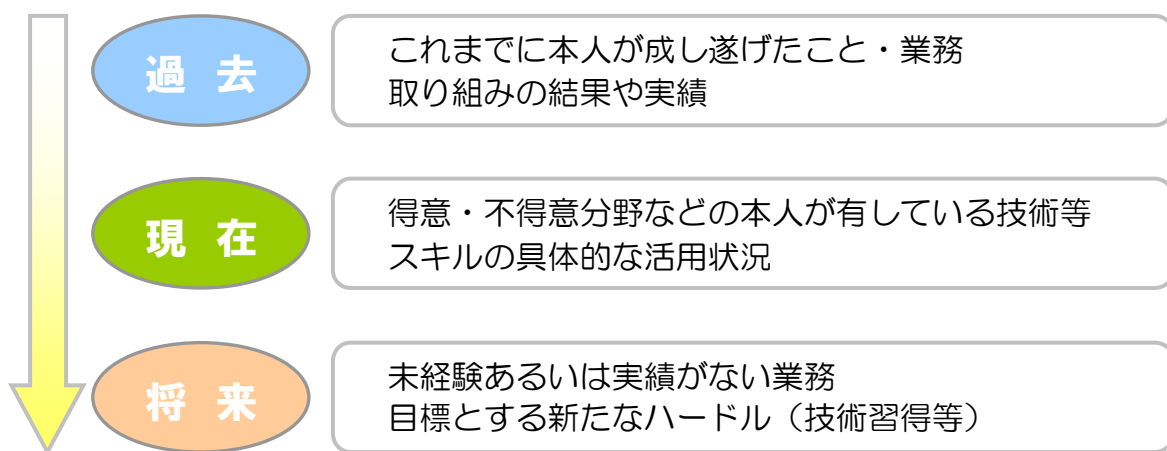 過 去
これまでに本人が成し遂げたこと・業務
取り組みの結果や実績
現 在
得意・不得意分野などの本人が有している技術等
スキルの具体的な活用状況
将 来
未経験あるいは実績がない業務
目標とする新たなハードル（技術習得等）